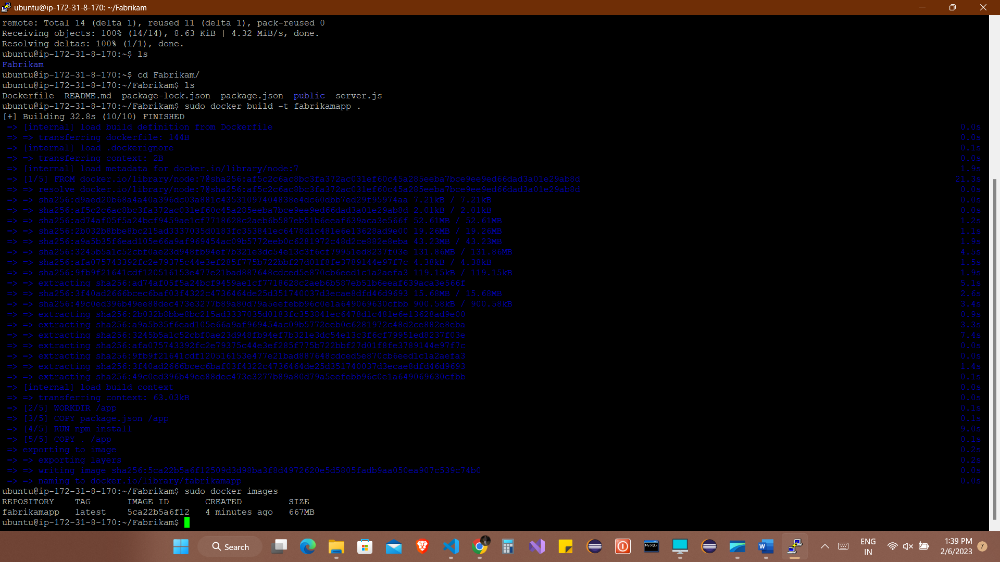 ubuntu@ip-172-31-8-170: ~/Fabrikam
remote: Total 14 (delta 1), reused 11 (delta 1), pack-reused 0
Receiving objects: 100% (14/14), 8.63 KiB | 4.32 MiB/s, done.
Resolving deltas: 100% (1/1), done.
ubuntu@ip-172-31-8-170:~$ ls
Fabrikam
ubuntu@ip-172-31-8-170:~$ cd Fabrikam/
ubuntu@ip-172-31-8-170:~/Fabrikam$ ls
Dockerfile  README.md  package-lock.json  package.json  public  server.js
ubuntu@ip-172-31-8-170:~/Fabrikam$ sudo docker build -t fabrikamapp .
[+] Building 32.8s (10/10) FINISHED
=> [internal] load build definition from Dockerfile 0.0s
=> => transferring dockerfile: 144B 0.0s
=> [internal] load .dockerignore 0.1s
=> => transferring context: 2B 0.0s
=> [internal] load metadata for docker.io/library/node:7 1.9s
=> [1/5] FROM docker.io/library/node:7@sha256:af5c2c6ac8bc3fa372ac031ef60c45a285eeba7bce9ee9ed66dad3a01e29ab8d 21.3s
=> => resolve docker.io/library/node:7@sha256:af5c2c6ac8bc3fa372ac031ef60c45a285eeba7bce9ee9ed66dad3a01e29ab8d 0.0s
=> => sha256:d9aed20b68a4a40a396dc03a881c43531097404838e4dc60dbb7ed29f95974aa 7.21kB / 7.21kB 0.0s
=> => sha256:af5c2c6ac8bc3fa372ac031ef60c45a285eeba7bce9ee9ed66dad3a01e29ab8d 2.01kB / 2.01kB 0.0s
=> => sha256:ad74af05f5a24bcf9459ae1cf7718628c2aeb6b587eb51b6eeaf639aca3e566f 52.61MB / 52.61MB 1.2s
=> => sha256:2b032b8bbe8bc215ad3337035d0183fc353841ec6478d1c481e6e13628ad9e00 19.26MB / 19.26MB 1.1s
=> => sha256:a9a5b35f6ead105e66a9af969454ac09b5772eeb0c6281972c48d2ce882e8eba 43.23MB / 43.23MB 1.9s
=> => sha256:3245b5a1c52cbf0ae23d948fb94ef7b321e3dc54e13c3f6cf79951ed8237f03e 131.86MB / 131.86MB 4.5s
=> => sha256:afa075743392fc2e79375c44e3ef285f775b722bbf27d01f8fe3789144e97f7c 4.38kB / 4.38kB 1.5s
=> => sha256:9fb9f21641cdf120516153e477e21bad887648cdced5e870cb6eed1c1a2aefa3 119.15kB / 119.15kB 1.9s
=> => extracting sha256:ad74af05f5a24bcf9459ae1cf7718628c2aeb6b587eb51b6eeaf639aca3e566f 5.1s
=> => sha256:3f40ad2666bcec6baf03f4322c4736464de25d351740037d3ecae8dfd46d9693 15.68MB / 15.68MB 2.6s
=> => sha256:49c0ed396b49ee88dec473e3277b89a80d79a5eefebb96c0e1a649069630cfbb 900.58kB / 900.58kB 3.4s
=> => extracting sha256:2b032b8bbe8bc215ad3337035d0183fc353841ec6478d1c481e6e13628ad9e00 0.9s
=> => extracting sha256:a9a5b35f6ead105e66a9af969454ac09b5772eeb0c6281972c48d2ce882e8eba 3.3s
=> => extracting sha256:3245b5a1c52cbf0ae23d948fb94ef7b321e3dc54e13c3f6cf79951ed8237f03e 7.4s
=> => extracting sha256:afa075743392fc2e79375c44e3ef285f775b722bbf27d01f8fe3789144e97f7c 0.0s
=> => extracting sha256:9fb9f21641cdf120516153e477e21bad887648cdced5e870cb6eed1c1a2aefa3 0.0s
=> => extracting sha256:3f40ad2666bcec6baf03f4322c4736464de25d351740037d3ecae8dfd46d9693 1.4s
=> => extracting sha256:49c0ed396b49ee88dec473e3277b89a80d79a5eefebb96c0e1a649069630cfbb 0.1s
=> [internal] load build context 0.0s
=> => transferring context: 63.03kB 0.0s
=> [2/5] WORKDIR /app 0.1s
=> [3/5] COPY package.json /app 0.1s
=> [4/5] RUN npm install 9.0s
=> [5/5] COPY . /app 0.1s
=> exporting to image 0.2s
=> => exporting layers 0.2s
=> => writing image sha256:5ca22b5a6f12509d3d98ba3f8d4972620e5d5805fadb9aa050ea907c539c74b0 0.0s
=> => naming to docker.io/library/fabrikamapp 0.0s
ubuntu@ip-172-31-8-170:~/Fabrikam$ sudo docker images
REPOSITORY    TAG       IMAGE ID       CREATED         SIZE
fabrikamapp   latest    5ca22b5a6f12   4 minutes ago   667MB
ubuntu@ip-172-31-8-170:~/Fabrikam$
Search
MySQL
W
ENG
IN
1:39 PM
2/6/2023
7